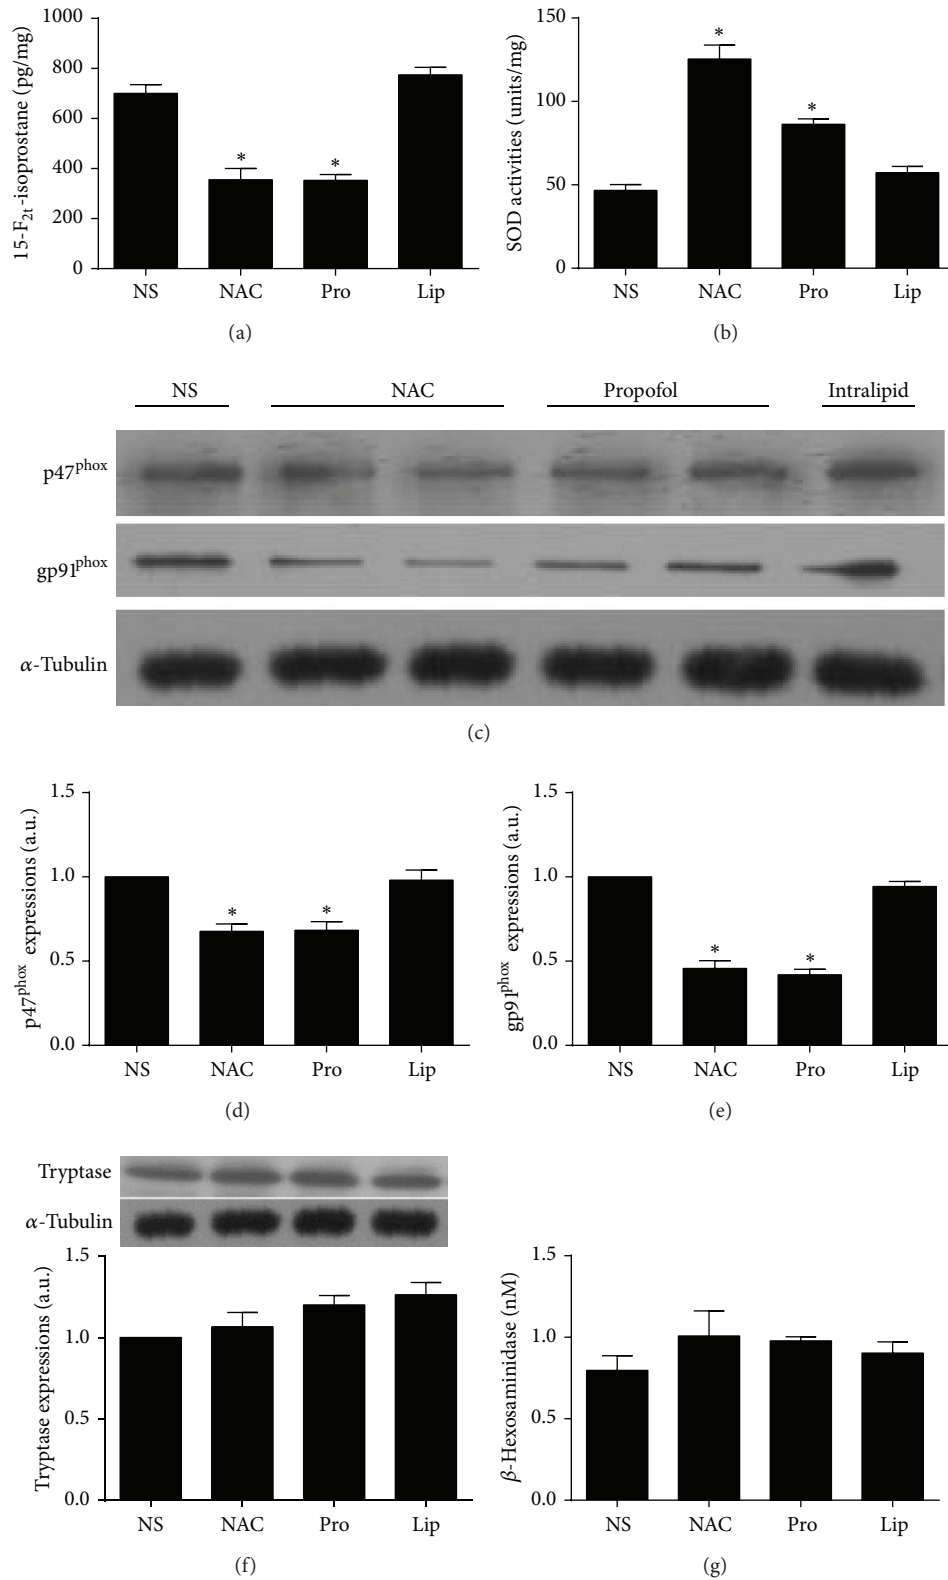 15-F2t-isoprostane (pg/mg)
1000
800
600
400
200
0
*
*
NS NAC Pro Lip
(a)
SOD activities (units/mg)
150
100
50
0
*
*
NS NAC Pro Lip
(b)
NS NAC Propofol Intralipid
p47phox
gp91phox
α-Tubulin
(c)
p47phox expressions (a.u.)
1.5
1.0
0.5
0.0
*
*
NS NAC Pro Lip
(d)
gp91phox expressions (a.u.)
1.5
1.0
0.5
0.0
*
*
NS NAC Pro Lip
(e)
Tryptase
α-Tubulin
Tryptase expressions (a.u.)
1.5
1.0
0.5
0.0
NS NAC Pro Lip
(f)
β-Hexosaminidase (nM)
1.5
1.0
0.5
0.0
NS NAC Pro Lip
(g)